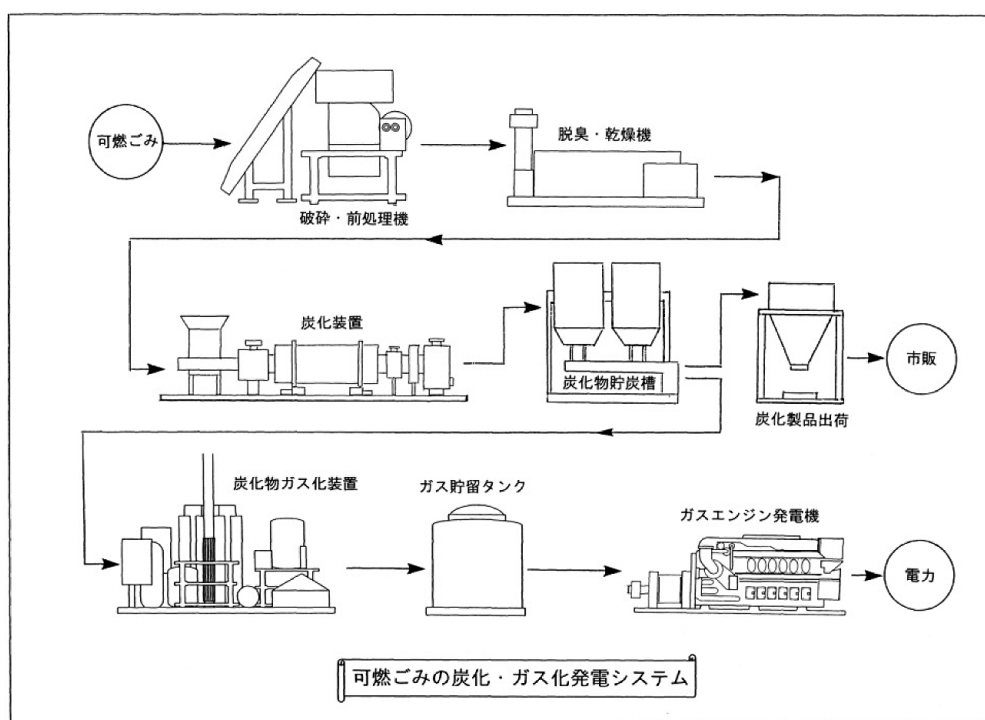 可燃ごみ
破砕・前処理機
脱臭・乾燥機
炭化装置
炭化物貯炭槽
炭化製品出荷
市販
炭化物ガス化装置
ガス貯留タンク
ガスエンジン発電機
電力
可燃ごみの炭化・ガス化発電システム